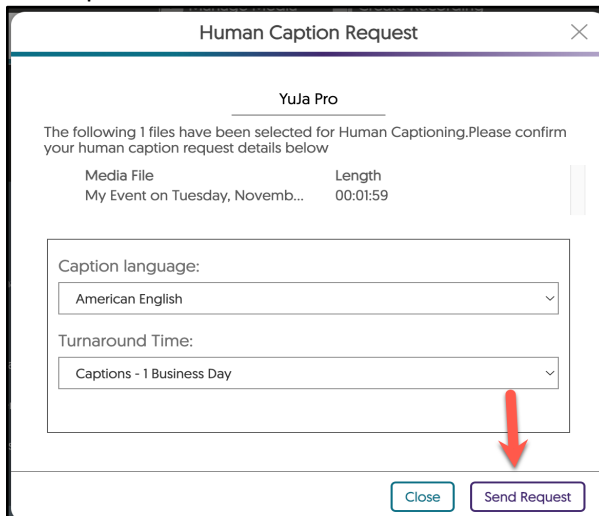 Human Caption Request
YuJa Pro
The following 1 files have been selected for Human Captioning.Please confirm
your human caption request details below
Media File Length
My Event on Tuesday, Novemb... 00:01:59
Caption language:
American English
Turnaround Time:
Captions - 1 Business Day
Close Send Request